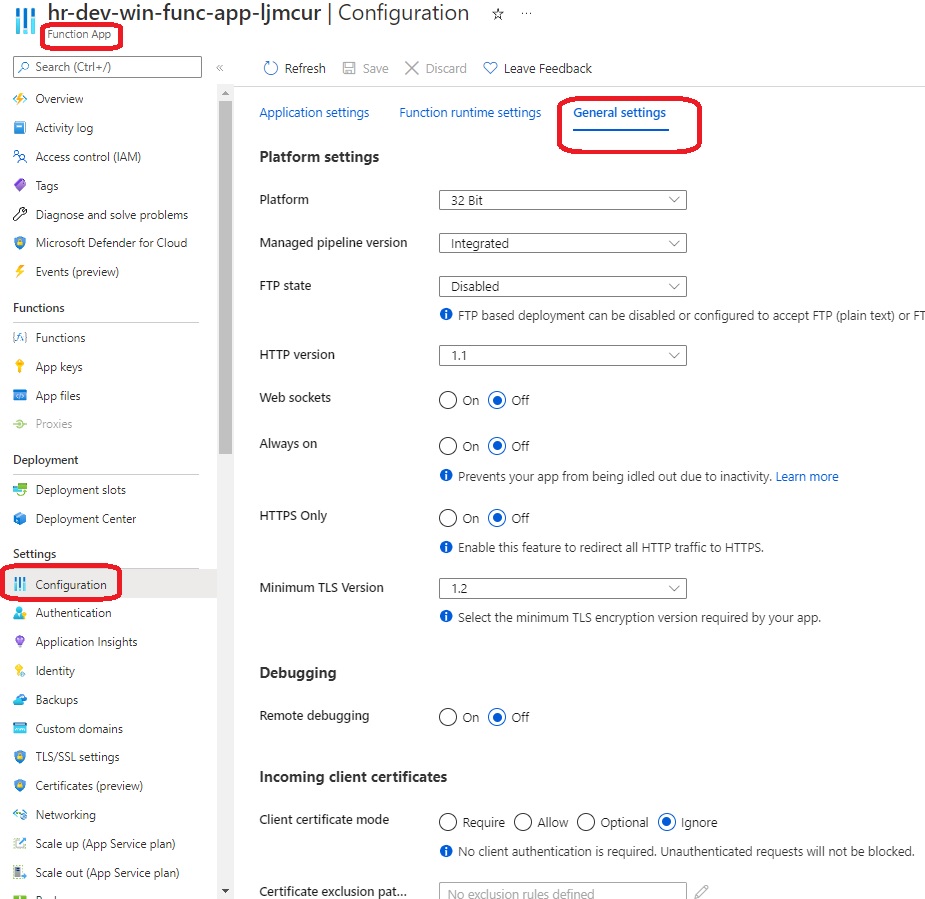 hr-dev-win-func-app-ljmcur | Configuration ☆ ...
Function App
Search (Ctrl+/)
«
Overview
Activity log
Access control (IAM)
Tags
Diagnose and solve problems
Microsoft Defender for Cloud
Events (preview)
Functions
Functions
App keys
App files
Proxies
Deployment
Deployment slots
Deployment Center
Settings
Configuration
Authentication
Application Insights
Identity
Backups
Custom domains
TLS/SSL settings
Certificates (preview)
Networking
Scale up (App Service plan)
Scale out (App Service plan)
Refresh Save Discard Leave Feedback
Application settings Function runtime settings General settings
Platform settings
Platform 32 Bit
Managed pipeline version Integrated
FTP state Disabled
FTP based deployment can be disabled or configured to accept FTP (plain text) or FT
HTTP version 1.1
Web sockets On Off
Always on On Off
Prevents your app from being idled out due to inactivity. Learn more
HTTPS Only On Off
Enable this feature to redirect all HTTP traffic to HTTPS.
Minimum TLS Version 1.2
Select the minimum TLS encryption version required by your app.
Debugging
Remote debugging On Off
Incoming client certificates
Client certificate mode Require Allow Optional Ignore
No client authentication is required. Unauthenticated requests will not be blocked.
Certificate exclusion pat... No exclusion rules defined